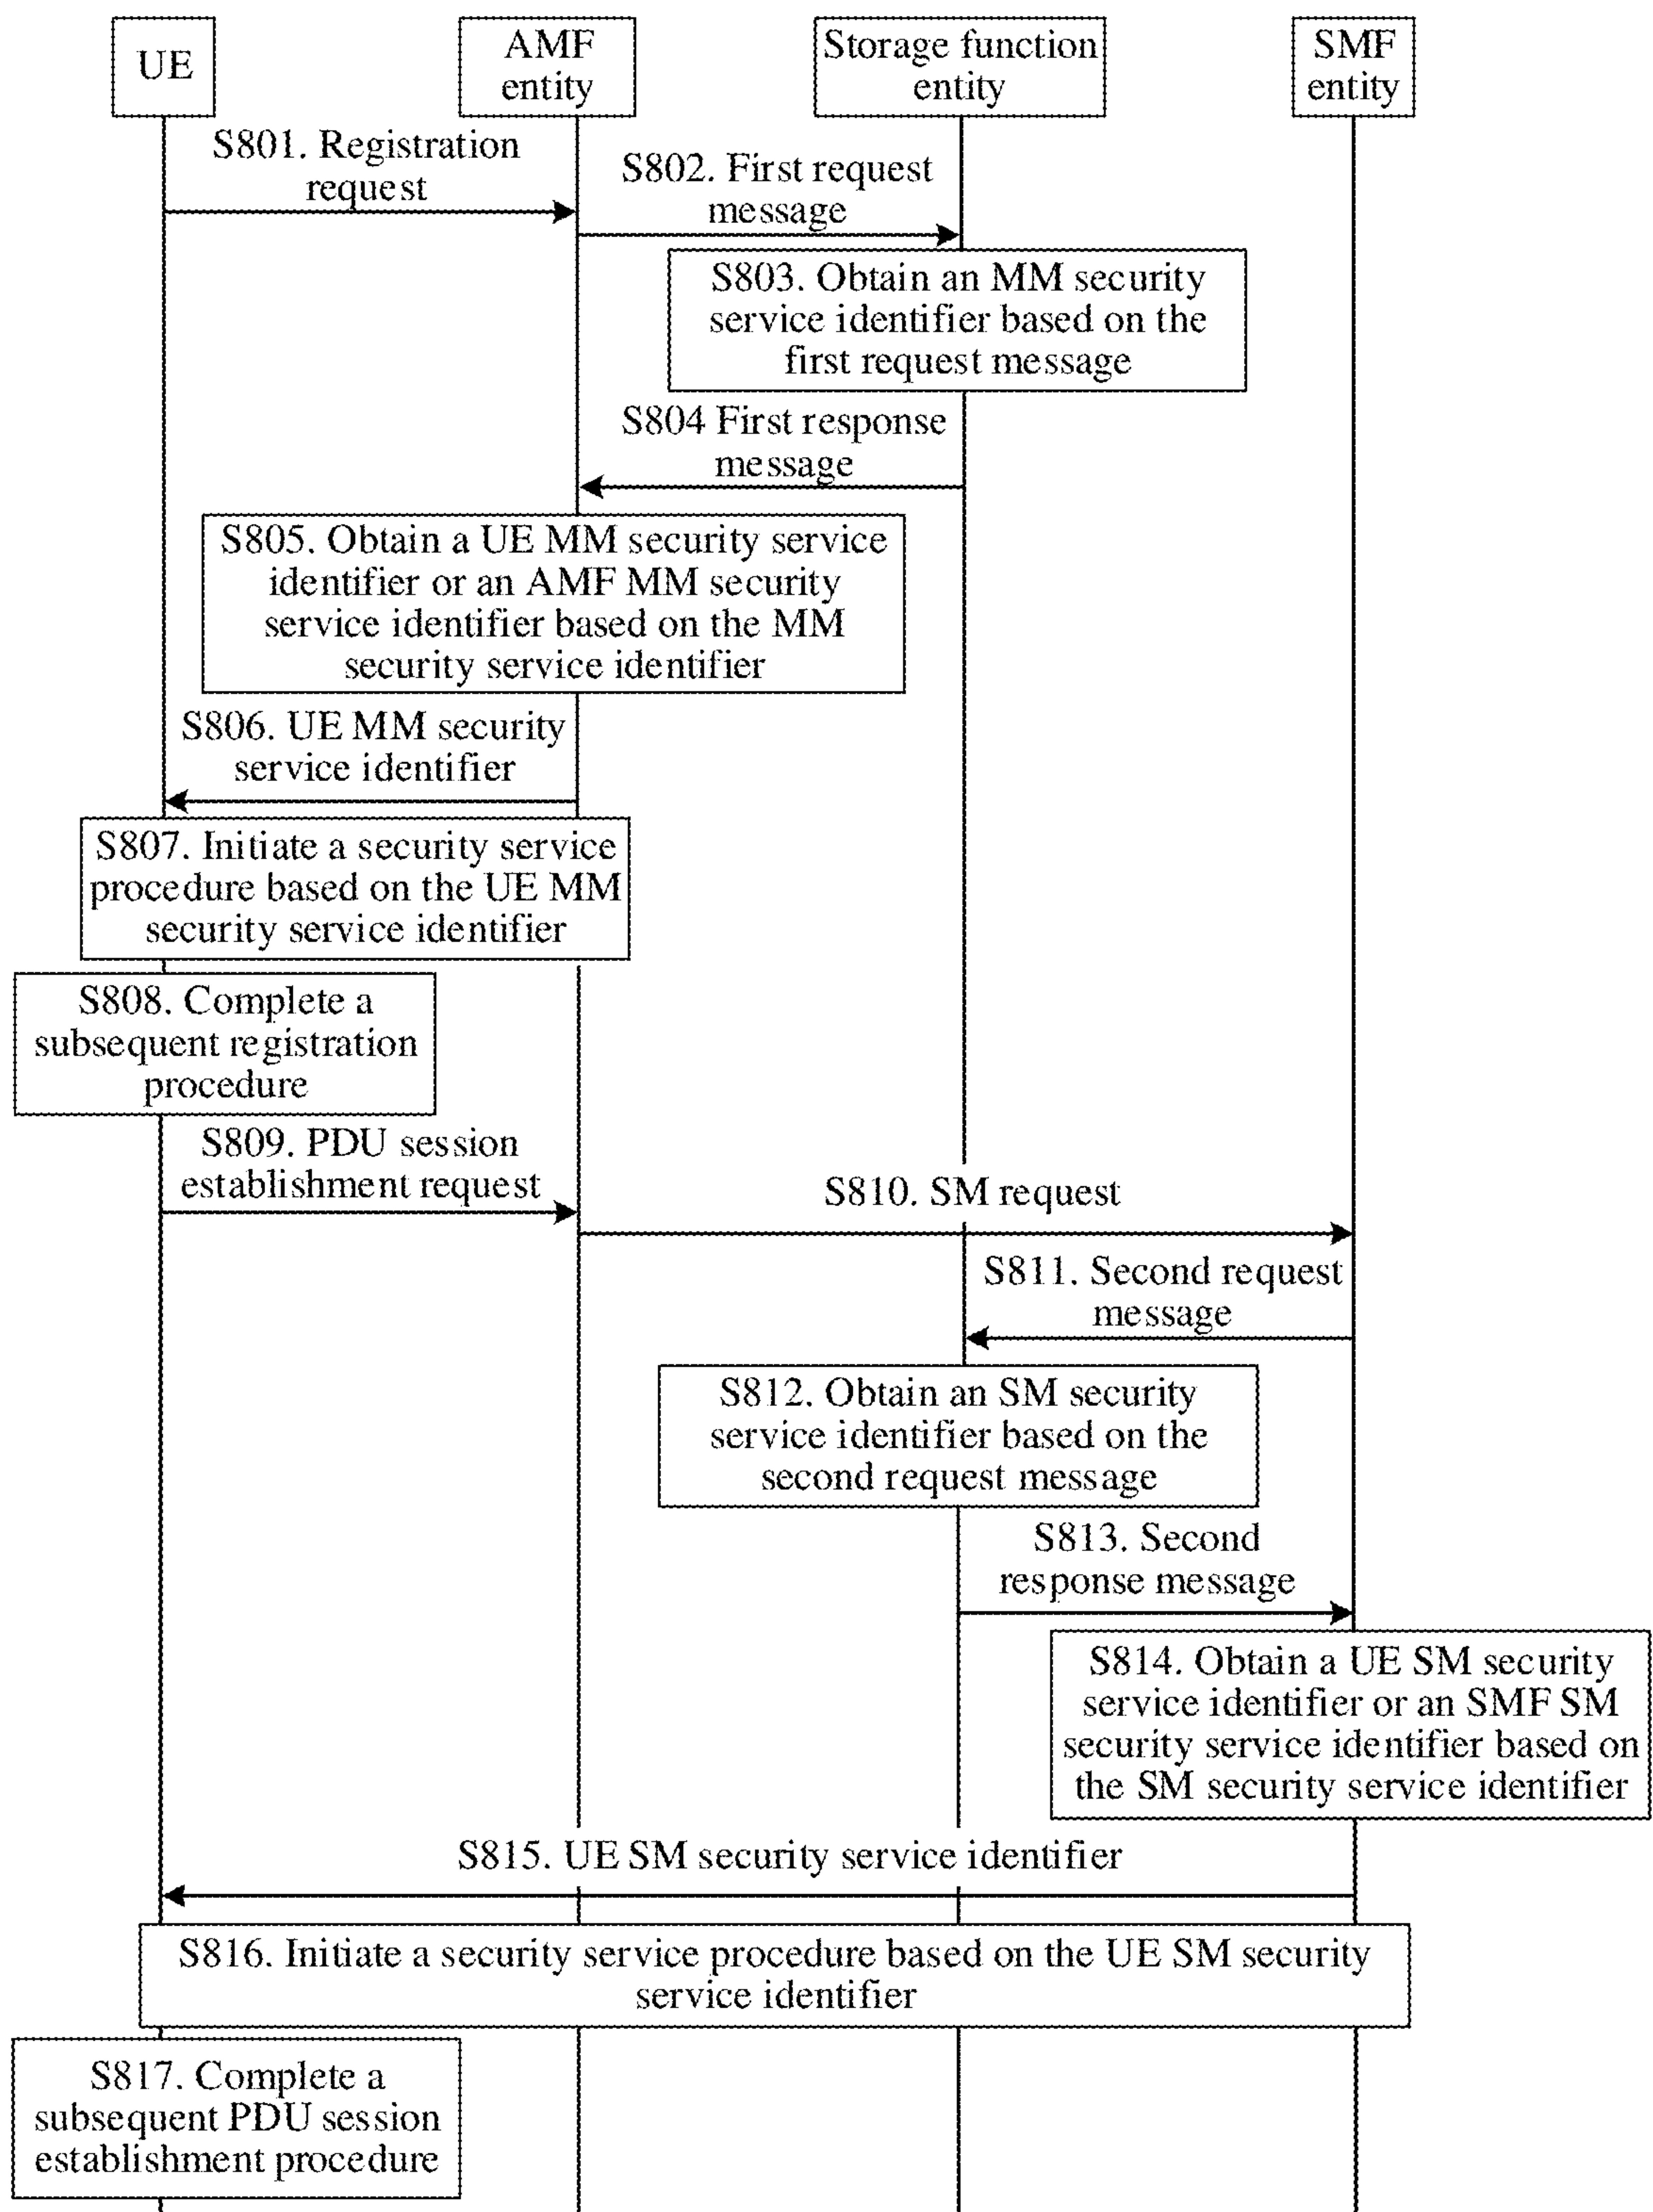 UE
AMF
entity
Storage function
entity
SMF
entity
S801. Registration
request
S802. First request
message
S803. Obtain an MM security
service identifier based on the
first request message
S804 First response
message
S805. Obtain a UE MM security service
identifier or an AMF MM security
service identifier based on the MM
security service identifier
S806. UE MM security
service identifier
S807. Initiate a security service
procedure based on the UE MM
security service identifier
S808. Complete a
subsequent registration
procedure
S809. PDU session
establishment request
S810. SM request
S811. Second request
message
S812. Obtain an SM security
service identifier based on the
second request message
S813. Second
response message
S814. Obtain a UE SM security
service identifier or an SMF SM
security service identifier based on
the SM security service identifier
S815. UE SM security service identifier
S816. Initiate a security service procedure based on the UE SM security
service identifier
S817. Complete a
subsequent PDU session
establishment procedure